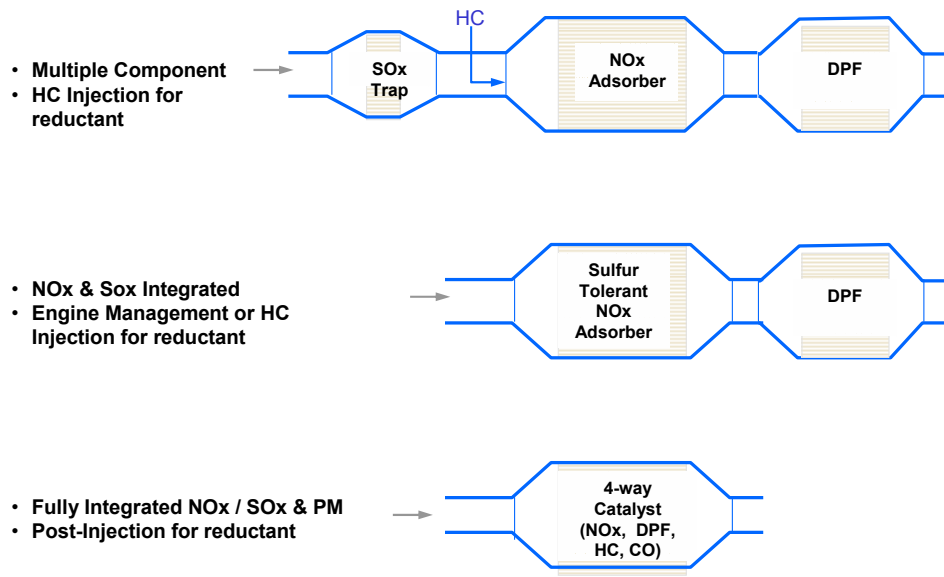 HC
• Multiple Component
• HC Injection for
reductant
SOx
Trap
NOx
Adsorber
DPF
• NOx & Sox Integrated
• Engine Management or HC
Injection for reductant
Sulfur
Tolerant
NOx
Adsorber
DPF
• Fully Integrated NOx / SOx & PM
• Post-Injection for reductant
4-way
Catalyst
(NOx, DPF,
HC, CO)